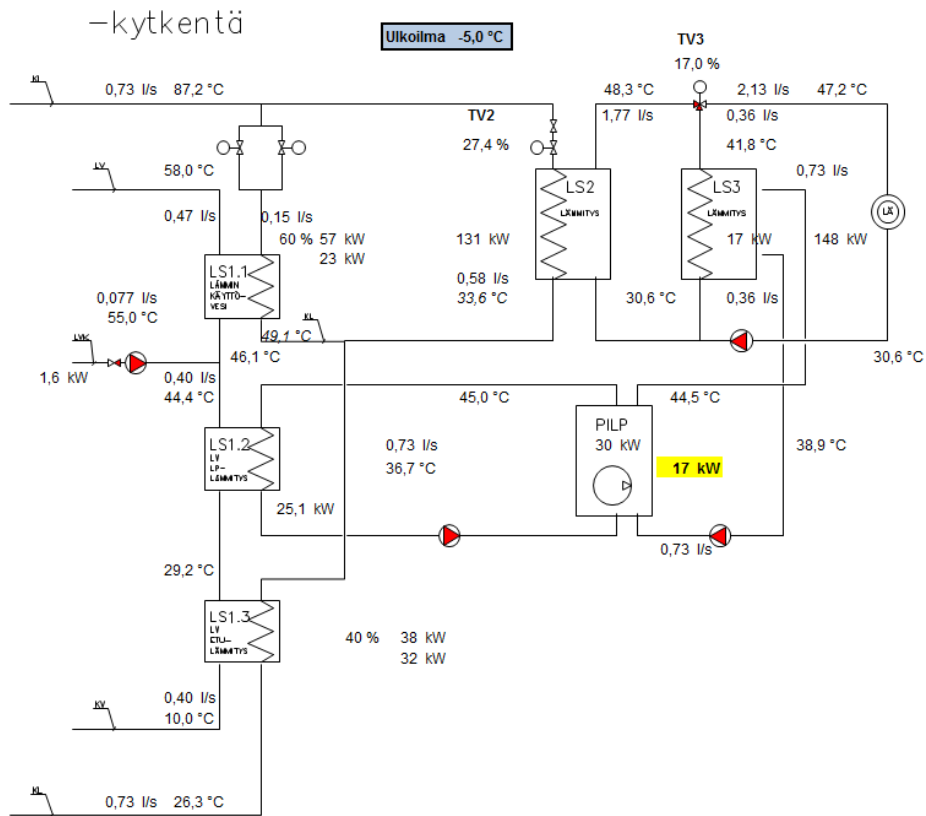 -kytkentä
Ulkoilma -5,0 °C
TV3
17,0 %
KL
0,73 l/s 87,2 °C
48,3 °C
2,13 l/s 47,2 °C
TV2
1,77 l/s
0,36 l/s
27,4 %
41,8 °C
LV
58,0 °C
0,73 l/s
LS2
LÄMMITYS
LS3
LÄMMITYS
LÄ
0,47 l/s
0,15 l/s
60 % 57 kW
23 kW
131 kW
17 kW
148 kW
LS1.1
LÄMMIN
KÄYTTÖ-
VESI
0,58 l/s
33,6 °C
0,077 l/s
55,0 °C
30,6 °C
0,36 l/s
KL
49,1 °C
LVK
46,1 °C
30,6 °C
1,6 kW
0,40 l/s
44,4 °C
45,0 °C
44,5 °C
PILP
30 kW
LS1.2
LV
LP-
LÄMMITYS
0,73 l/s
36,7 °C
38,9 °C
17 kW
25,1 kW
0,73 l/s
29,2 °C
LS1.3
LV
ETU-
LÄMMITYS
40 % 38 kW
32 kW
KV
0,40 l/s
10,0 °C
KL
0,73 l/s 26,3 °C